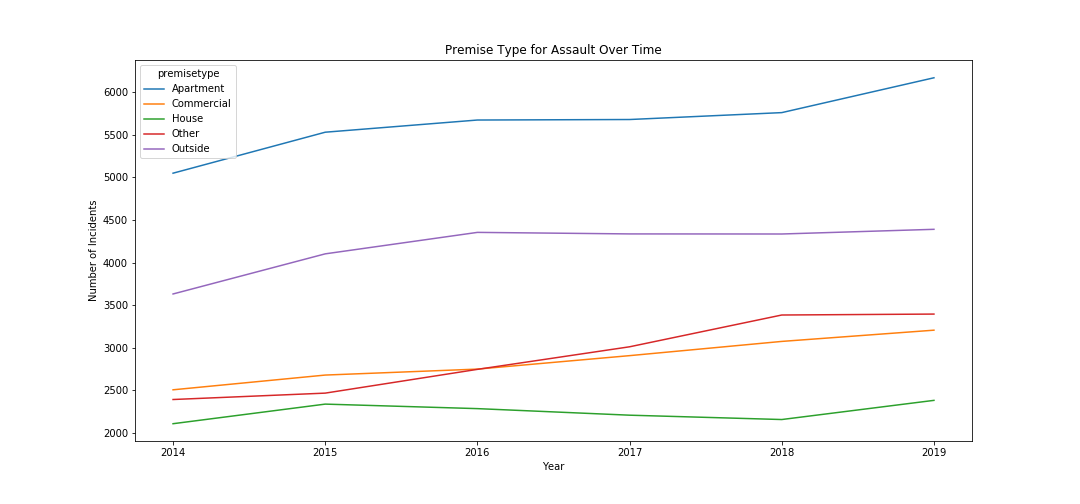 Premise Type for Assault Over Time
premisetype
Apartment
Commercial
House
Other
Outside
Number of Incidents
6000
5500
5000
4500
4000
3500
3000
2500
2000
2014 2015 2016 2017 2018 2019
Year